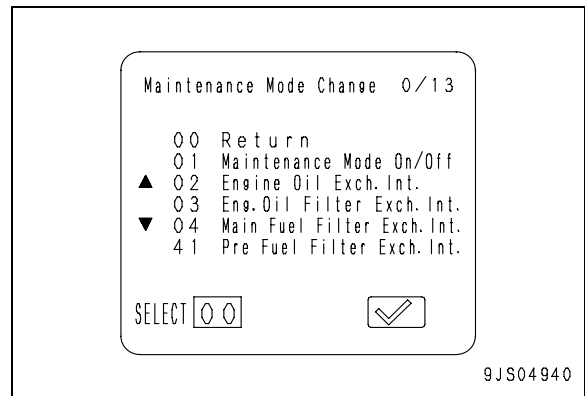 Maintenance Mode Change 0/13
00 Return
01 Maintenance Mode On/Off
▲ 02 Engine Oil Exch. Int.
03 Eng.Oil Filter Exch. Int.
▼ 04 Main Fuel Filter Exch. Int.
41 Pre Fuel Filter Exch. Int.
SELECT 00
9JS04940